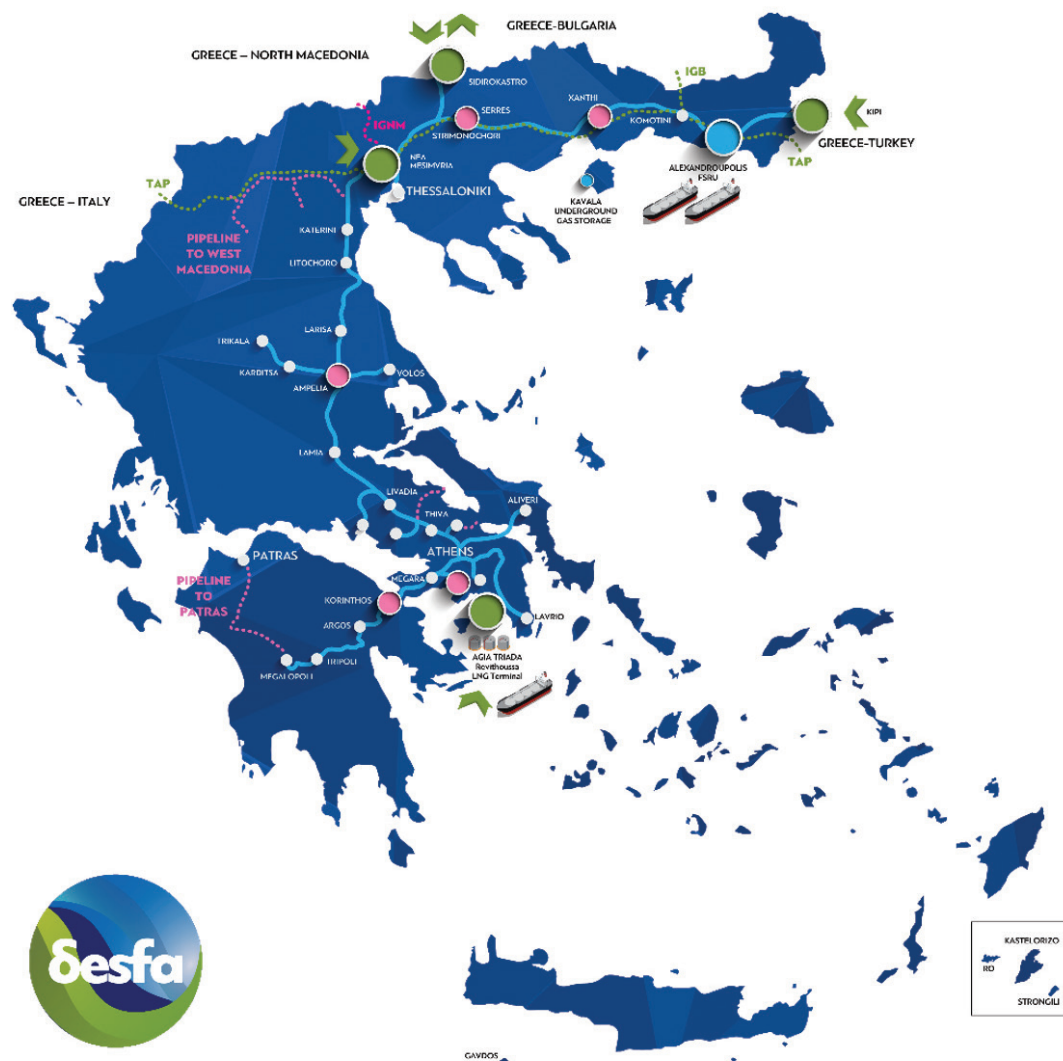 GREECE-BULGARIA
GREECE – NORTH MACEDONIA
SIDIROKASTRO
IGB
XANTHI
SERRES
KIPI
IGNM
STRIMONOCHORI
KOMOTINI
GREECE-TURKEY
NEA
MESIMVRIA
TAP
ALEXANDROUPOLIS
FSRU
TAP
THESSALONIKI
GREECE – ITALY
KAVALA
UNDERGROUND
GAS STORAGE
KATERINI
PIPELINE
TO WEST
MACEDONIA
LITOCHORO
LARISA
TRIKALA
KARDITSA
VOLOS
AMPELIA
LAMIA
LIVADIA
ALIVERI
THIVA
ATHENS
PATRAS
PIPELINE
TO
PATRAS
MEGARA
KORINTHOS
ARGOS
LAVRIO
TRIPOLI
MEGALOPOLI
AGIA TRIADA
Revithoussa
LNG Terminal
δesfa
KASTELORIZO
RO
STRONGILI
GAVDOS